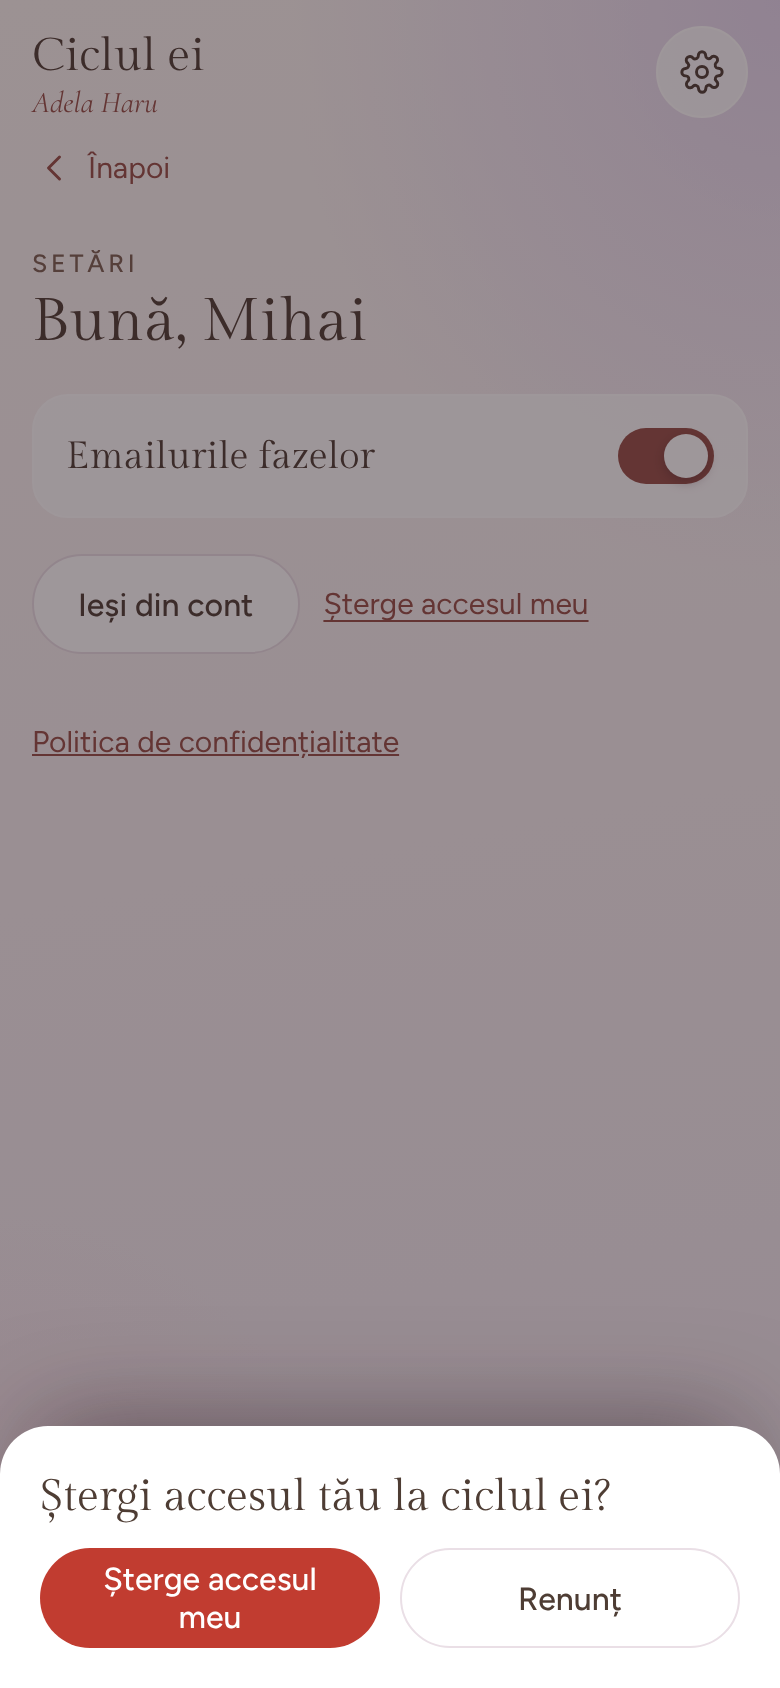 Ciclul ei
Adela Haru
Înapoi
SETĂRI
Bună, Mihai
Emailurile fazelor
Ieși din cont
Șterge accesul meu
Politica de confidențialitate
Ștergi accesul tău la ciclul ei?
Șterge accesul
meu
Renunț